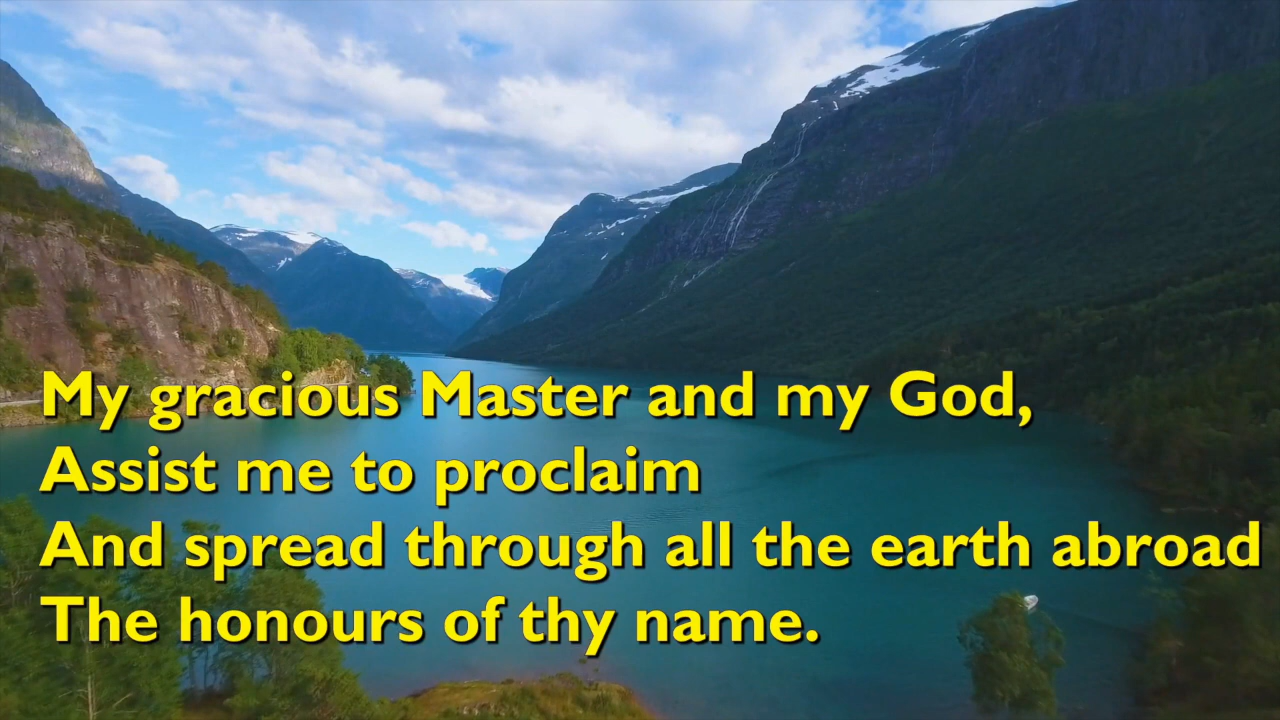 My gracious Master and my God,
Assist me to proclaim
And spread through all the earth abroad
The honours of thy name.